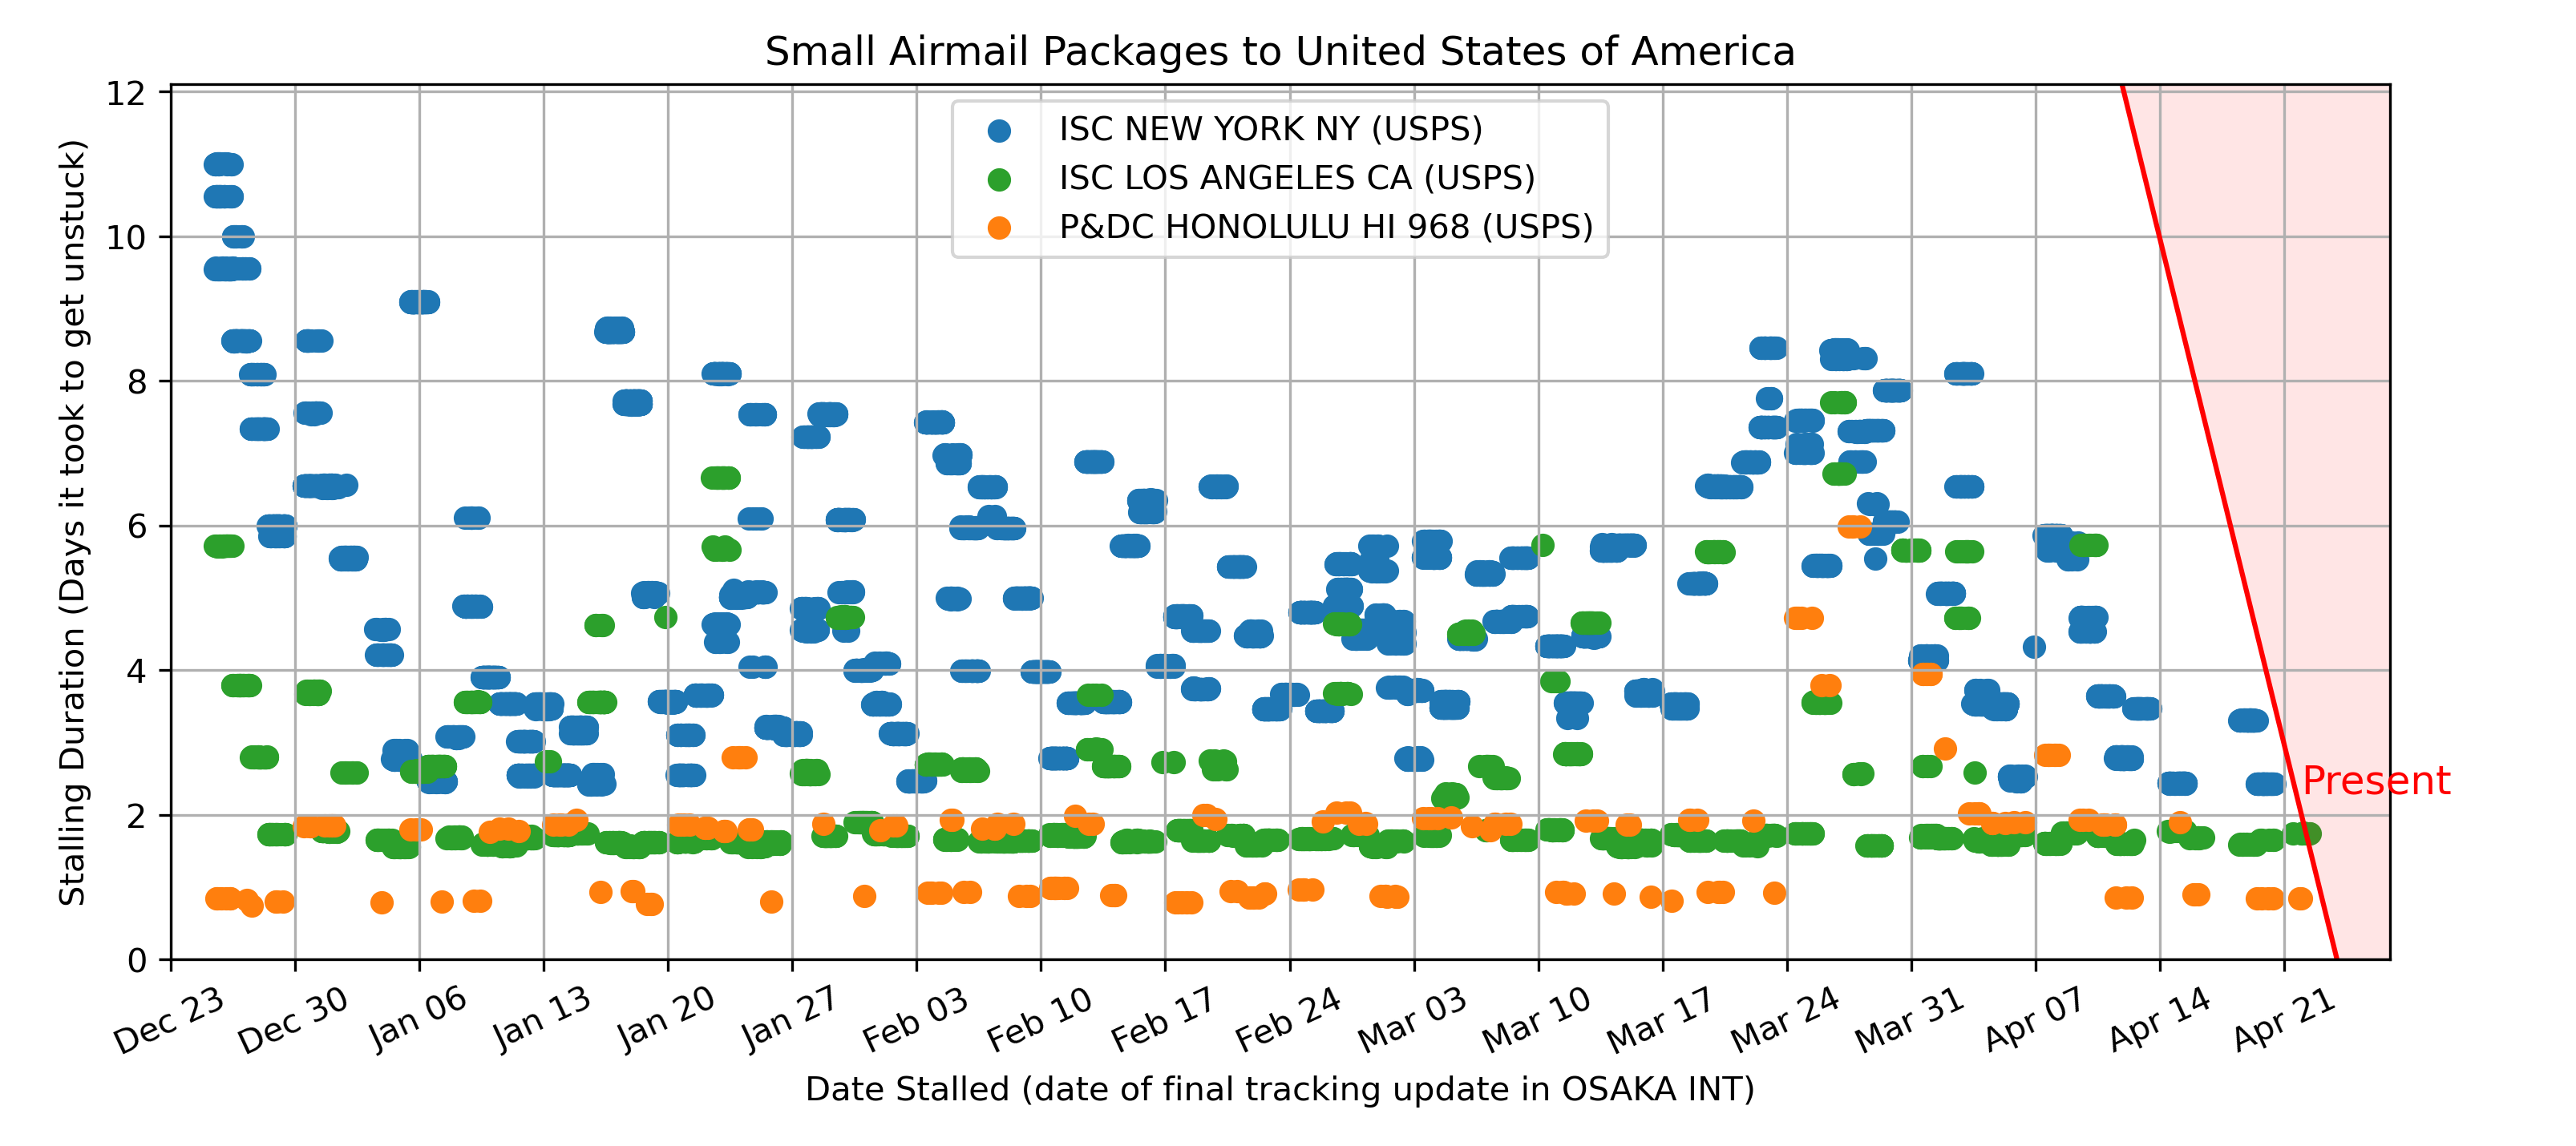 Small Airmail Packages to United States of America
ISC NEW YORK NY (USPS)
ISC LOS ANGELES CA (USPS)
P&DC HONOLULU HI 968 (USPS)
Stalling Duration (Days it took to get unstuck)
12
10
8
6
4
2
0
Present
Dec 23
Dec 30
Jan 06
Jan 13
Jan 20
Jan 27
Feb 03
Feb 10
Feb 17
Feb 24
Mar 03
Mar 10
Mar 17
Mar 24
Mar 31
Apr 07
Apr 14
Apr 21
Date Stalled (date of final tracking update in OSAKA INT)